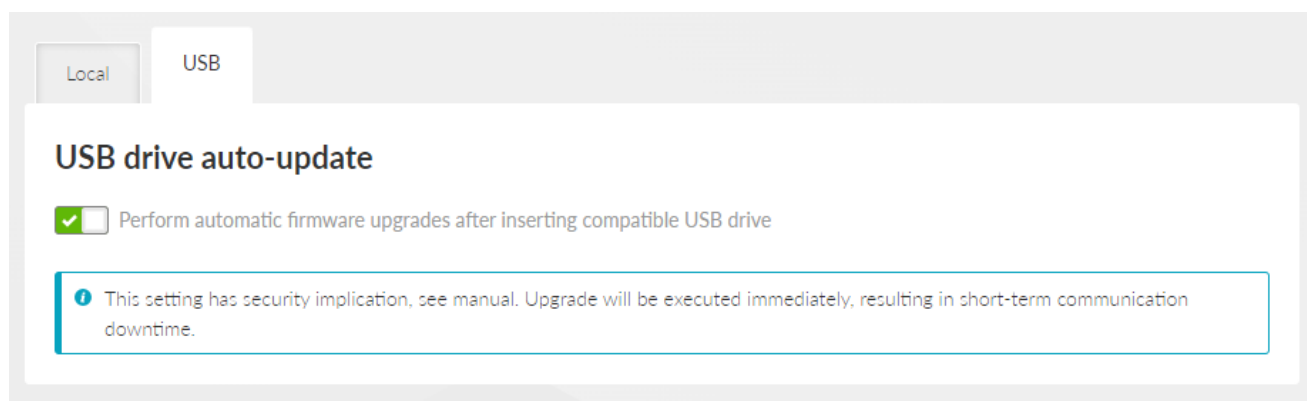 Local
USB
USB drive auto-update
Perform automatic firmware upgrades after inserting compatible USB drive
This setting has security implication, see manual. Upgrade will be executed immediately, resulting in short-term communication
downtime.